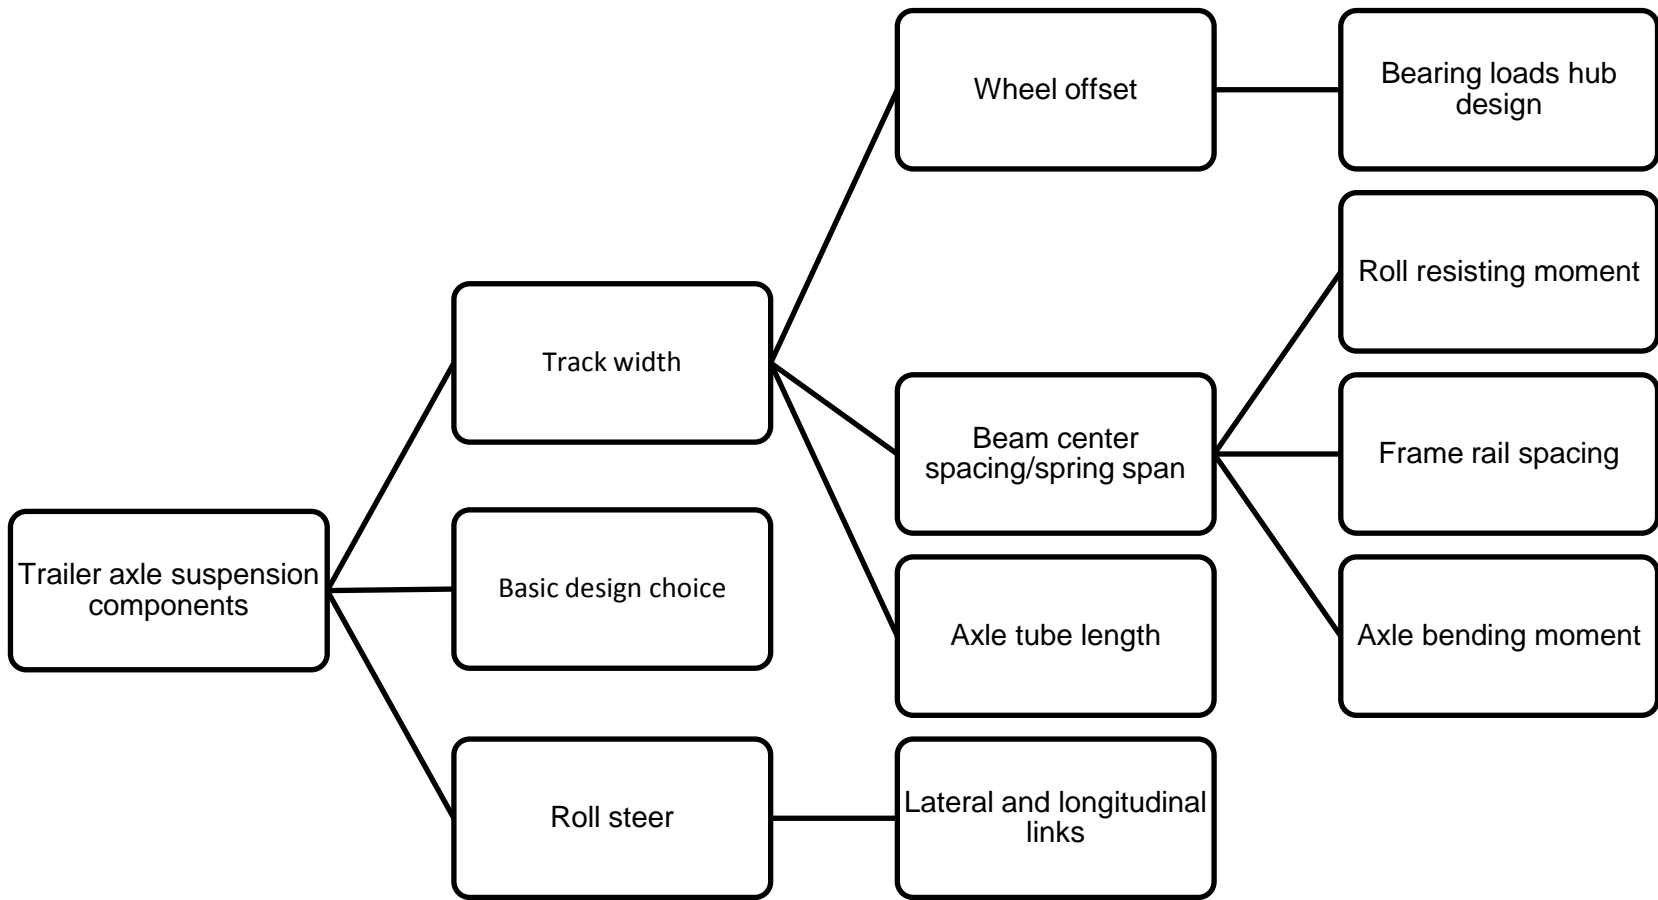 Wheel offset
Bearing loads hub
design
Roll resisting moment
Track width
Beam center
spacing/spring span
Frame rail spacing
Trailer axle suspension
components
Basic design choice
Axle tube length
Axle bending moment
Roll steer
Lateral and longitudinal
links